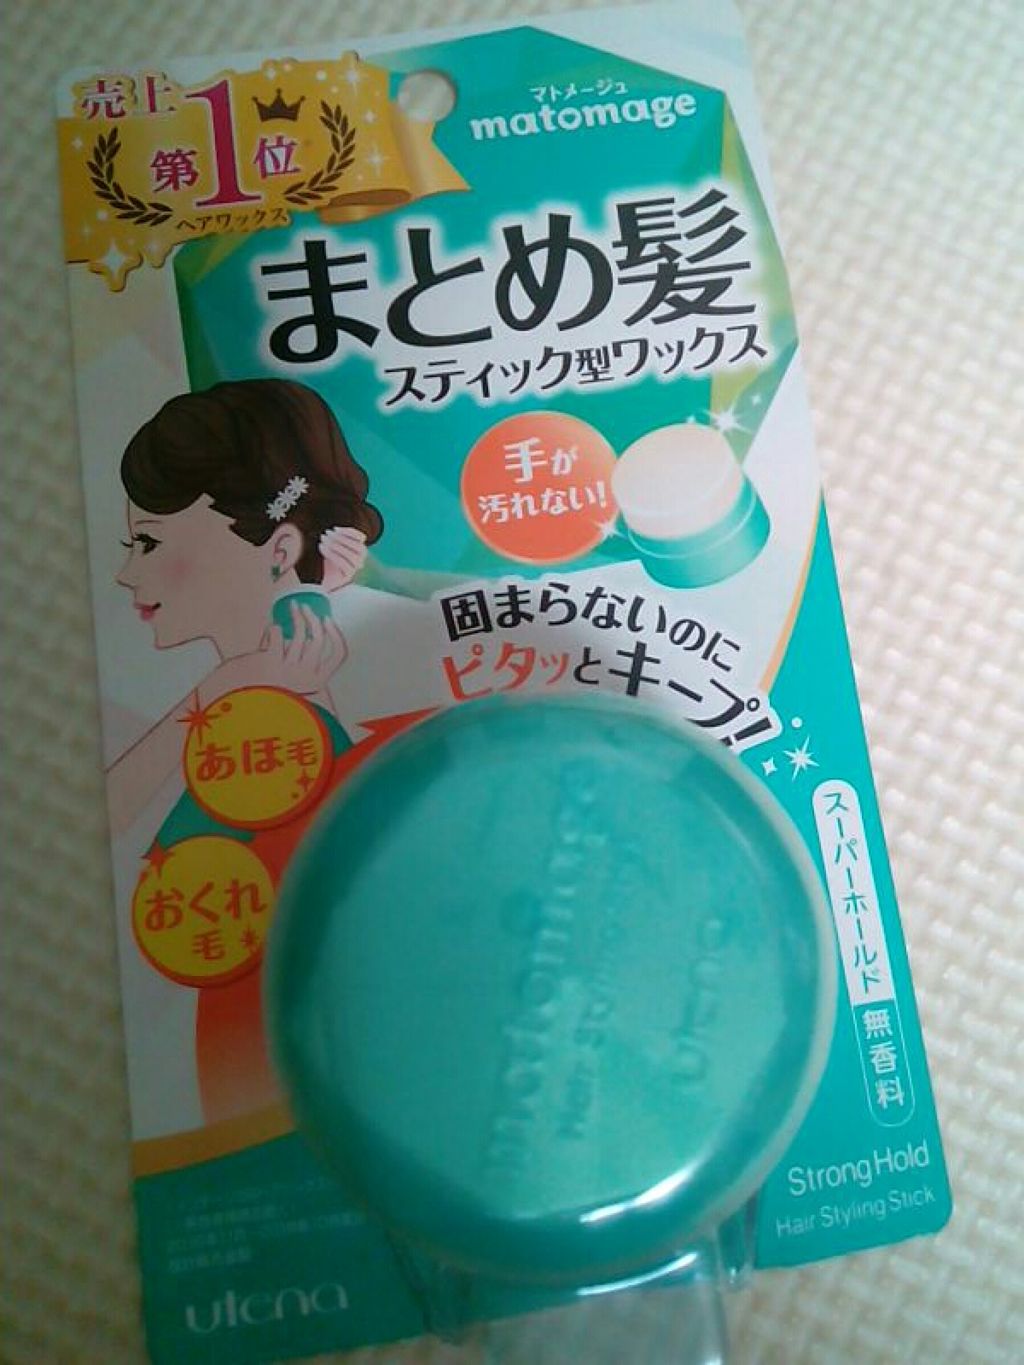 売上
第1位
ヘアワックス
マトメージュ
matomage
まとめ髪
スティック型ワックス
手が
汚れない!
固まらないのに
ピタッとキープ!
あほ毛
おくれ
毛
matomage
utena
スーパーホールド
無香料
Strong Hold
Hair Styling Stick
utena